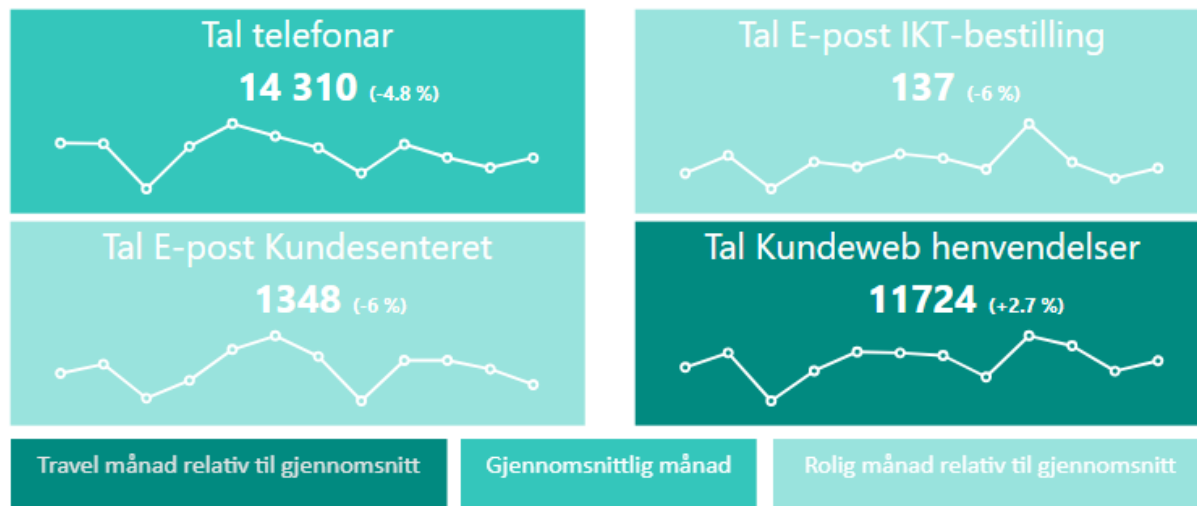 Tal telefonar
14 310 (-4.8 %)
Tal E-post IKT-bestilling
137 (-6 %)
Tal E-post Kundesenteret
1348 (-6 %)
Tal Kundeweb henvendelser
11724 (+2.7 %)
Travel månad relativ til gjennomsnitt
Gjennomsnittlig månad
Rolig månad relativ til gjennomsnitt